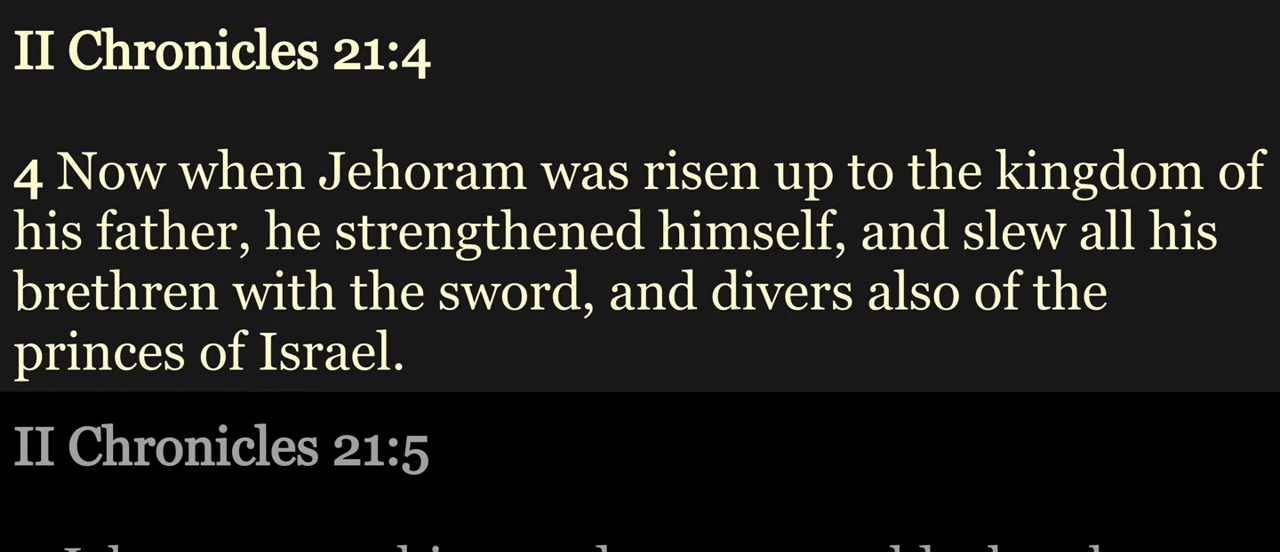 II Chronicles 21:4
4 Now when Jehoram was risen up to the kingdom of
his father, he strengthened himself, and slew all his
brethren with the sword, and divers also of the
princes of Israel.
II Chronicles 21:5